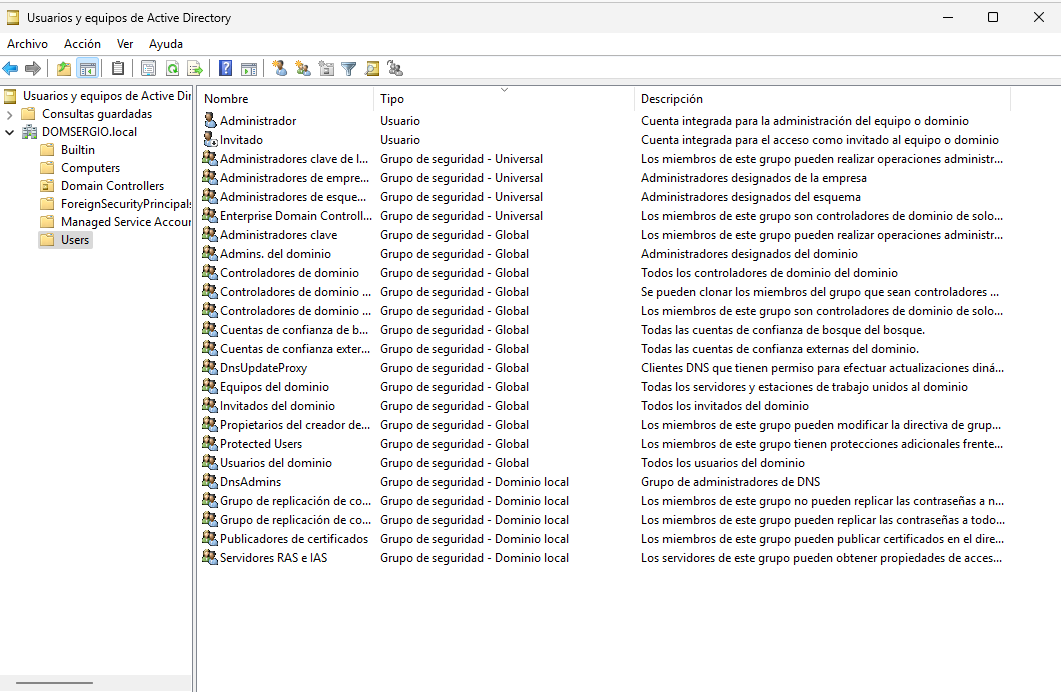 Usuarios y equipos de Active Directory
Archivo Acción Ver Ayuda
Usuarios y equipos de Active Dir
Consultas guardadas
DOMSERGIO.local
Builtin
Computers
Domain Controllers
ForeignSecurityPrincipals
Managed Service Accour
Users
Nombre Tipo Descripción
Administrador Usuario Cuenta integrada para la administración del equipo o dominio
Invitado Usuario Cuenta integrada para el acceso como invitado al equipo o dominio
Administradores clave de l... Grupo de seguridad - Universal Los miembros de este grupo pueden realizar operaciones administr...
Administradores de empre... Grupo de seguridad - Universal Administradores designados de la empresa
Administradores de esque... Grupo de seguridad - Universal Administradores designados del esquema
Enterprise Domain Controll... Grupo de seguridad - Universal Los miembros de este grupo son controladores de dominio de solo...
Administradores clave Grupo de seguridad - Global Los miembros de este grupo pueden realizar operaciones administr...
Admins. del dominio Grupo de seguridad - Global Administradores designados del dominio
Controladores de dominio Grupo de seguridad - Global Todos los controladores de dominio del dominio
Controladores de dominio ... Grupo de seguridad - Global Se pueden clonar los miembros del grupo que sean controladores ...
Controladores de dominio ... Grupo de seguridad - Global Los miembros de este grupo son controladores de dominio de solo...
Cuentas de confianza de b... Grupo de seguridad - Global Todas las cuentas de confianza de bosque del bosque.
Cuentas de confianza exter... Grupo de seguridad - Global Todas las cuentas de confianza externas del dominio.
DnsUpdateProxy Grupo de seguridad - Global Clientes DNS que tienen permiso para efectuar actualizaciones diná...
Equipos del dominio Grupo de seguridad - Global Todas los servidores y estaciones de trabajo unidos al dominio
Invitados del dominio Grupo de seguridad - Global Todos los invitados del dominio
Propietarios del creador de... Grupo de seguridad - Global Los miembros de este grupo pueden modificar la directiva de grup...
Protected Users Grupo de seguridad - Global Los miembros de este grupo tienen protecciones adicionales frente...
Usuarios del dominio Grupo de seguridad - Global Todos los usuarios del dominio
DnsAdmins Grupo de seguridad - Dominio local Grupo de administradores de DNS
Grupo de replicación de co... Grupo de seguridad - Dominio local Los miembros de este grupo no pueden replicar las contraseñas a n...
Grupo de replicación de co... Grupo de seguridad - Dominio local Los miembros de este grupo pueden replicar las contraseñas a todo...
Publicadores de certificados Grupo de seguridad - Dominio local Los miembros de este grupo pueden publicar certificados en el dire...
Servidores RAS e IAS Grupo de seguridad - Dominio local Los servidores de este grupo pueden obtener propiedades de acces...